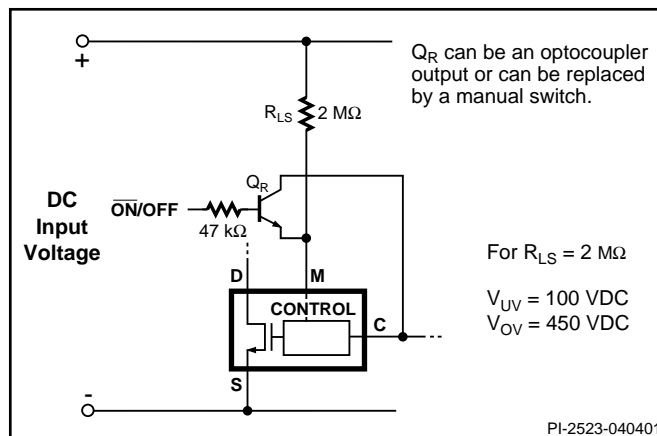 +
Q_R can be an optocoupler
output or can be replaced
by a manual switch.
R_LS 2 MΩ
Q_R
DC
Input
Voltage
O̅N̅/OFF
47 kΩ
For R_LS = 2 MΩ
V_UV = 100 VDC
V_OV = 450 VDC
D M
CONTROL
C
S
-
PI-2523-040401